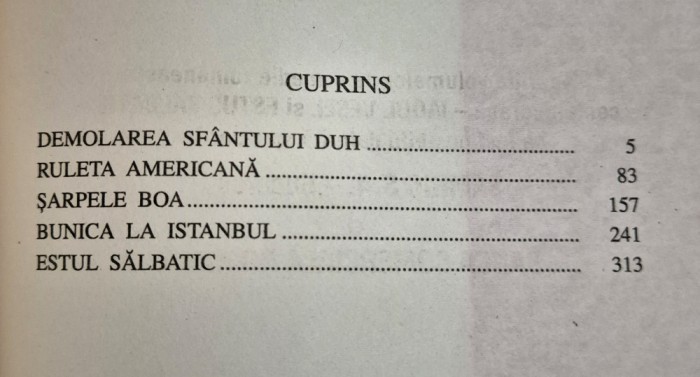 CUPRINS
DEMOLAREA SFÂNTULUI DUH ........................................ 5
RULETA AMERICANĂ ............................................................ 83
ŞARPELE BOA ........................................................................ 157
BUNICA LA ISTANBUL ........................................................ 241
ESTUL SĂLBATIC ................................................................... 313